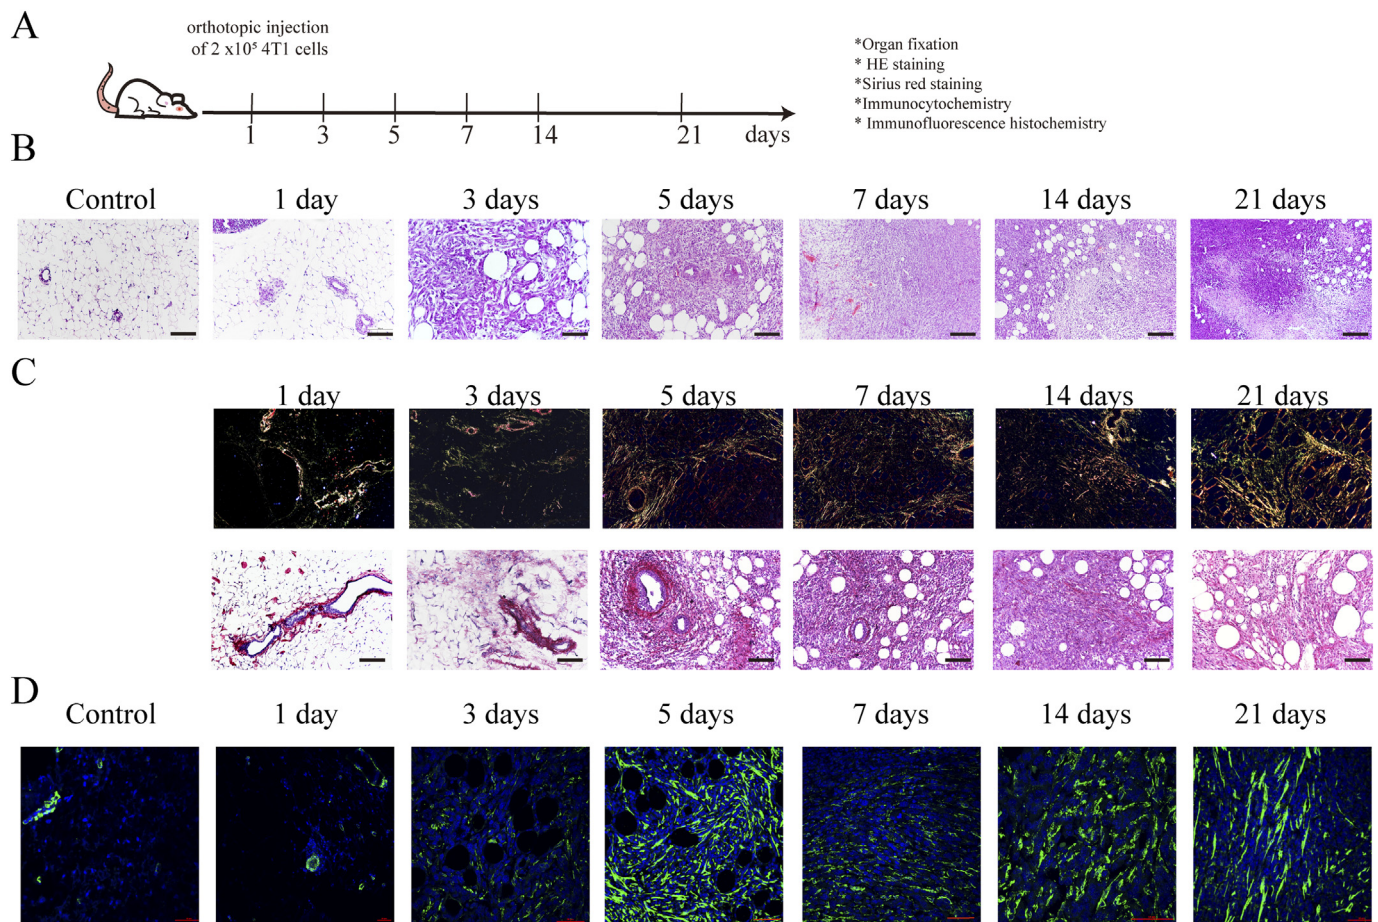 A
orthotopic injection
of 2 x10⁵ 4T1 cells
1 3 5 7 14 21 days
*Organ fixation
* HE staining
*Sirius red staining
*Immunocytochemistry
* Immunofluorescence histochemistry
B
Control 1 day 3 days 5 days 7 days 14 days 21 days
C
1 day 3 days 5 days 7 days 14 days 21 days
D
Control 1 day 3 days 5 days 7 days 14 days 21 days